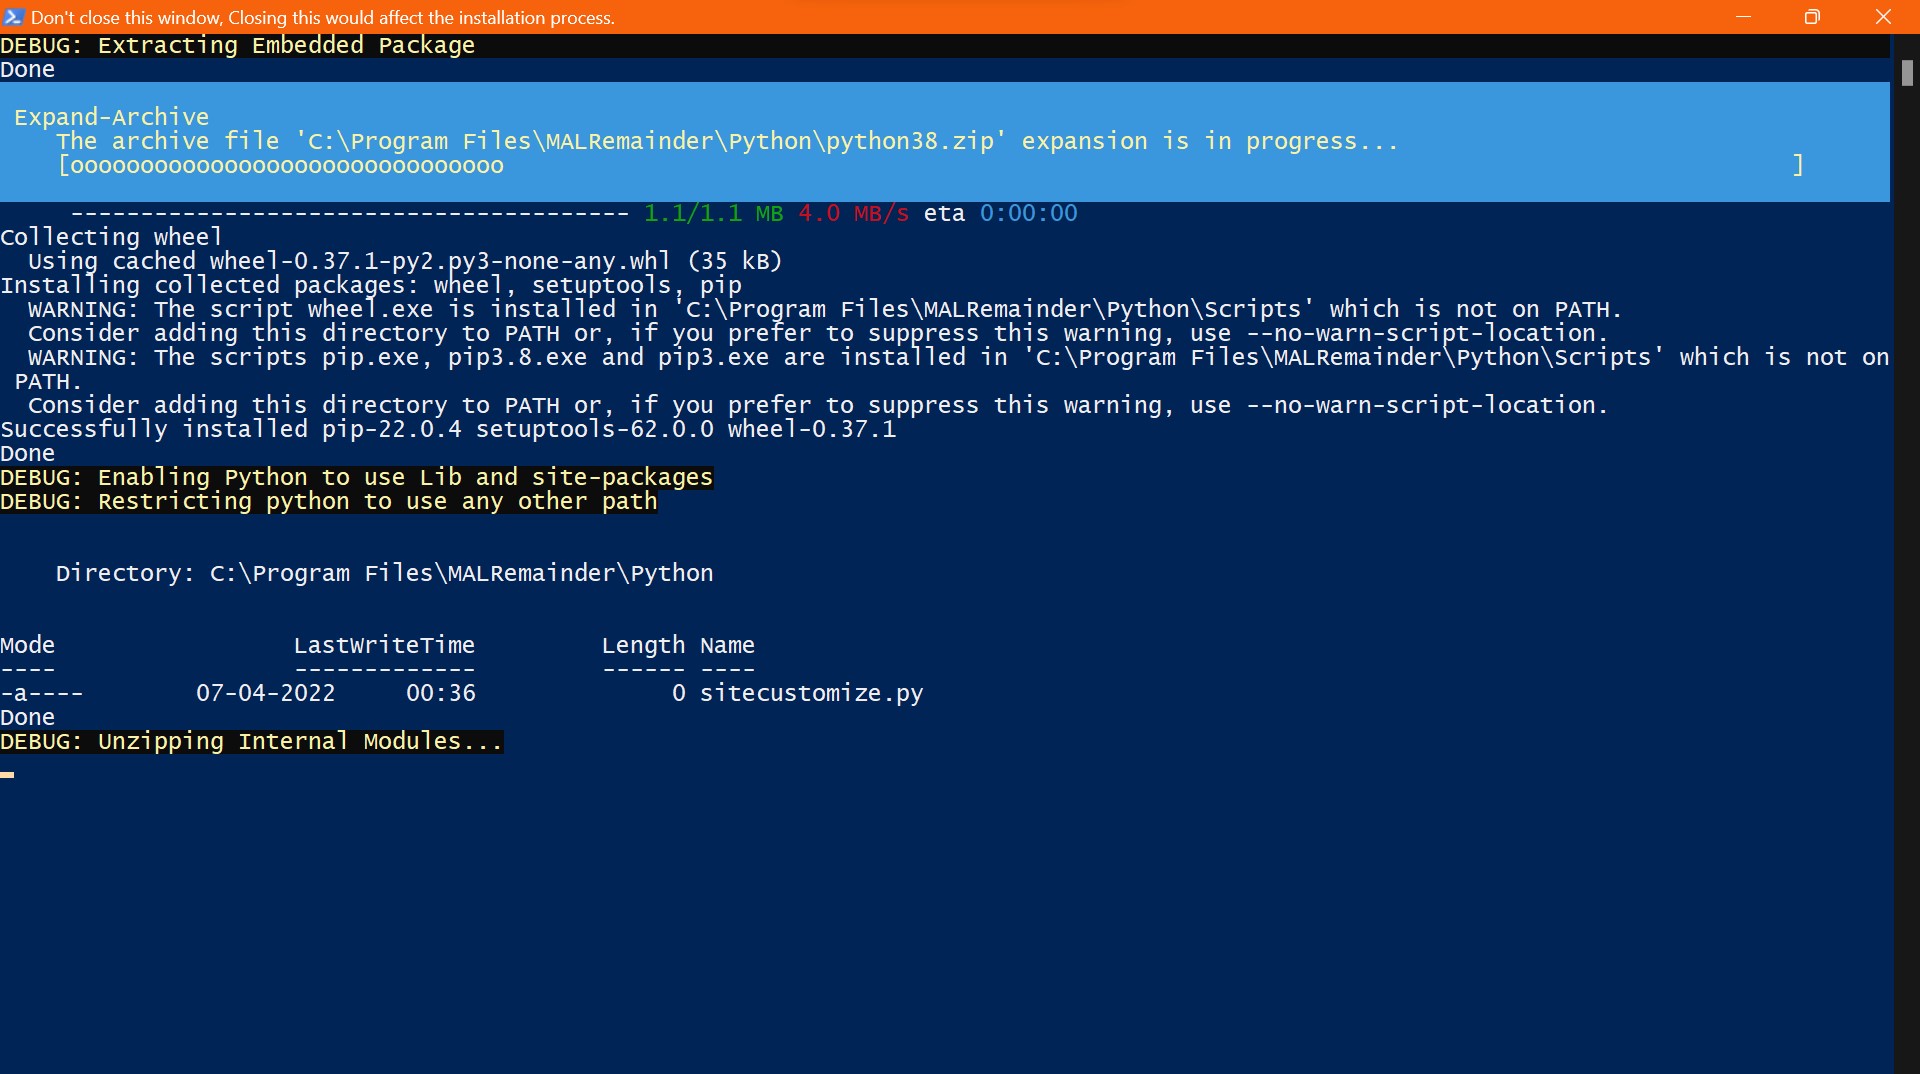 Don't close this window, Closing this would affect the installation process.
DEBUG: Extracting Embedded Package
Done
Expand-Archive
The archive file 'C:\Program Files\MALRemainder\Python\python38.zip' expansion is in progress...
[ooooooooooooooooooooooooooooooo                                                                                            ]
---------------------------------------- 1.1/1.1 MB 4.0 MB/s eta 0:00:00
Collecting wheel
Using cached wheel-0.37.1-py2.py3-none-any.whl (35 kB)
Installing collected packages: wheel, setuptools, pip
WARNING: The script wheel.exe is installed in 'C:\Program Files\MALRemainder\Python\Scripts' which is not on PATH.
Consider adding this directory to PATH or, if you prefer to suppress this warning, use --no-warn-script-location.
WARNING: The scripts pip.exe, pip3.8.exe and pip3.exe are installed in 'C:\Program Files\MALRemainder\Python\Scripts' which is not on
PATH.
Consider adding this directory to PATH or, if you prefer to suppress this warning, use --no-warn-script-location.
Successfully installed pip-22.0.4 setuptools-62.0.0 wheel-0.37.1
Done
DEBUG: Enabling Python to use Lib and site-packages
DEBUG: Restricting python to use any other path
Directory: C:\Program Files\MALRemainder\Python
Mode                 LastWriteTime         Length Name
----                 -------------         ------ ----
-a----        07-04-2022     00:36              0 sitecustomize.py
Done
DEBUG: Unzipping Internal Modules...